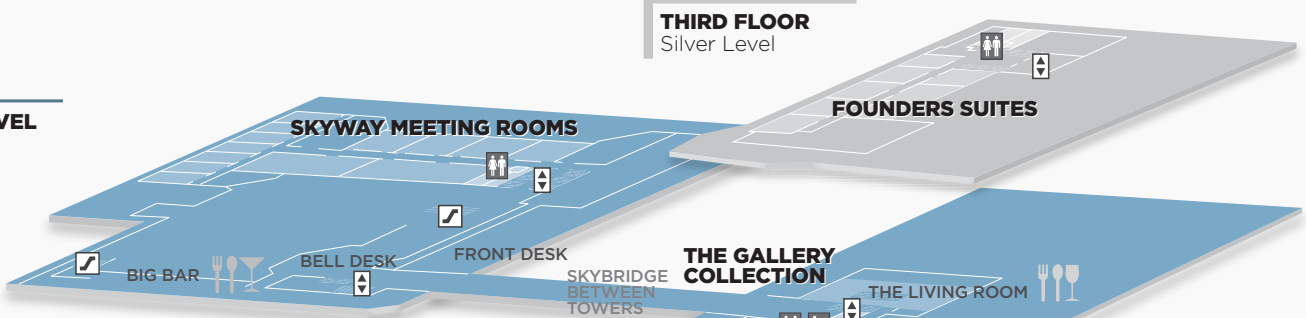 THIRD FLOOR
Silver Level
VEL
SKYWAY MEETING ROOMS
FOUNDERS SUITES
BIG BAR
BELL DESK
FRONT DESK
SKYBRIDGE
BETWEEN
TOWERS
THE GALLERY
COLLECTION
THE LIVING ROOM